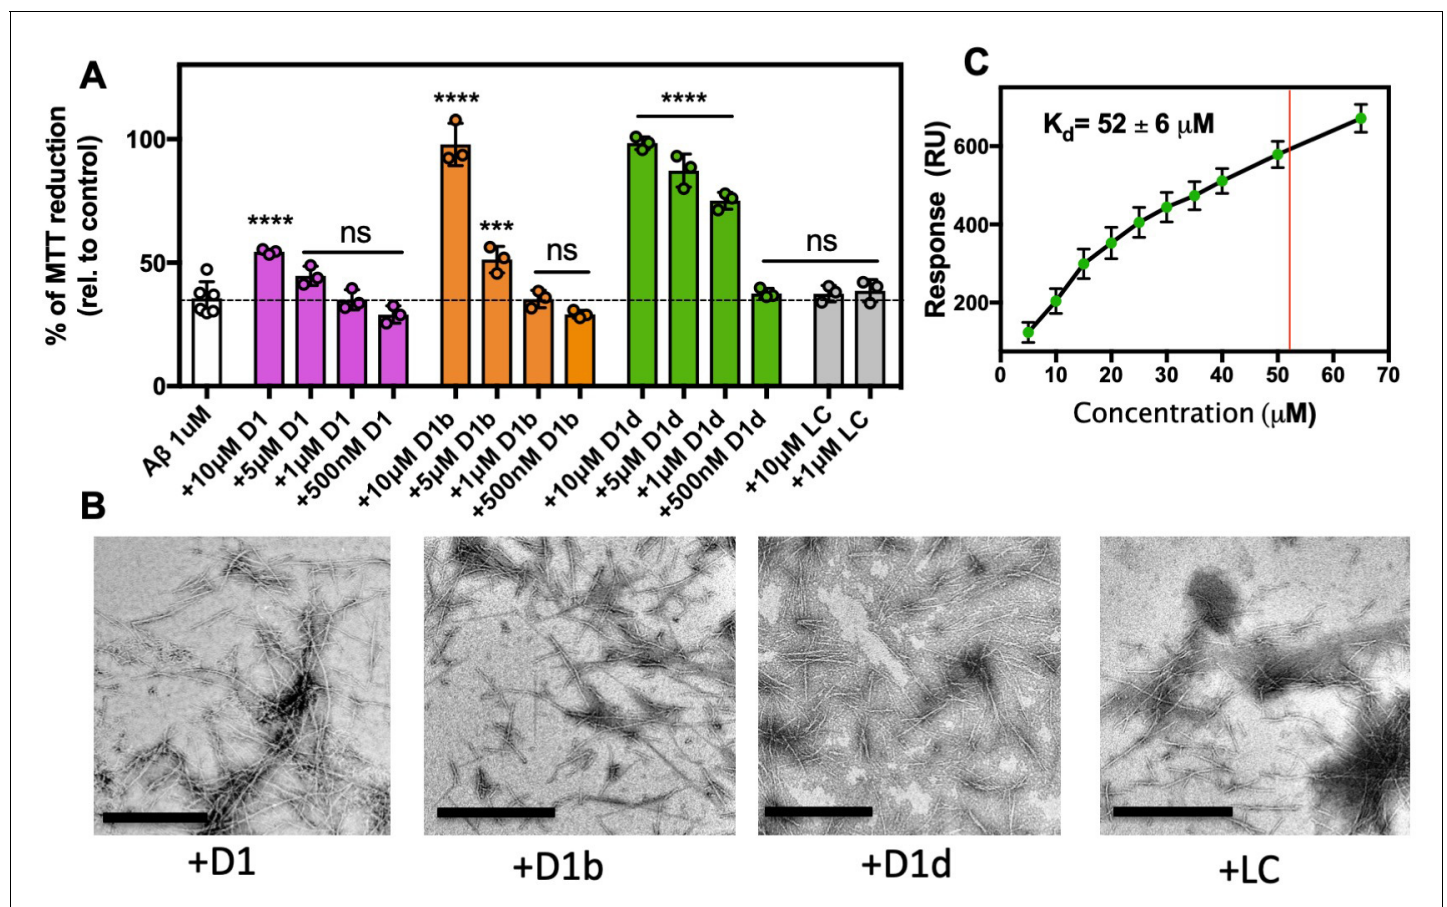 A
% of MTT reduction
(rel. to control)
100
50
0
****
ns
****
***
ns
****
ns
Aβ 1uM
+10µM D1
+5µM D1
+1µM D1
+500nM D1
+10µM D1b
+5µM D1b
+1µM D1b
+500nM D1b
+10µM D1d
+5µM D1d
+1µM D1d
+500nM D1d
+10µM LC
+1µM LC
C
Kd= 52 ± 6 µM
Response (RU)
600
400
200
0 10 20 30 40 50 60 70
Concentration (µM)
B
+D1
+D1b
+D1d
+LC